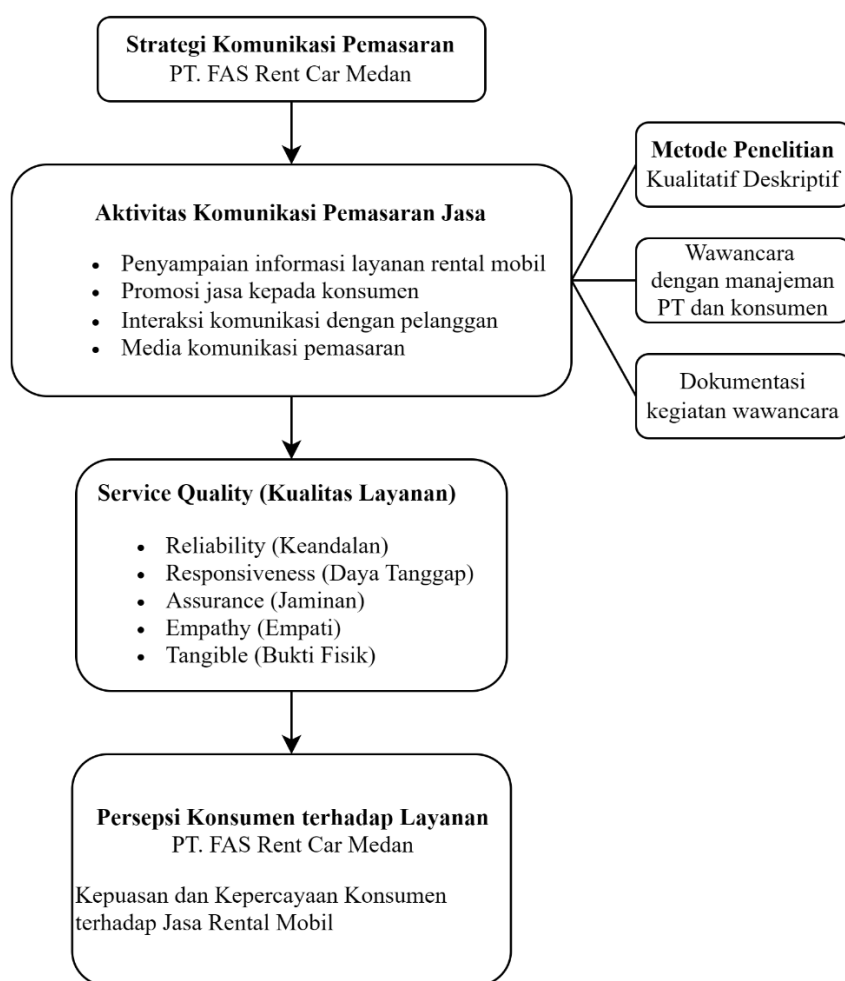 Strategi Komunikasi Pemasaran
PT. FAS Rent Car Medan
Aktivitas Komunikasi Pemasaran Jasa
• Penyampaian informasi layanan rental mobil
• Promosi jasa kepada konsumen
• Interaksi komunikasi dengan pelanggan
• Media komunikasi pemasaran
Metode Penelitian
Kualitatif Deskriptif
Wawancara
dengan manajeman
PT dan konsumen
Dokumentasi
kegiatan wawancara
Service Quality (Kualitas Layanan)
• Reliability (Keandalan)
• Responsiveness (Daya Tanggap)
• Assurance (Jaminan)
• Empathy (Empati)
• Tangible (Bukti Fisik)
Persepsi Konsumen terhadap Layanan
PT. FAS Rent Car Medan
Kepuasan dan Kepercayaan Konsumen
terhadap Jasa Rental Mobil